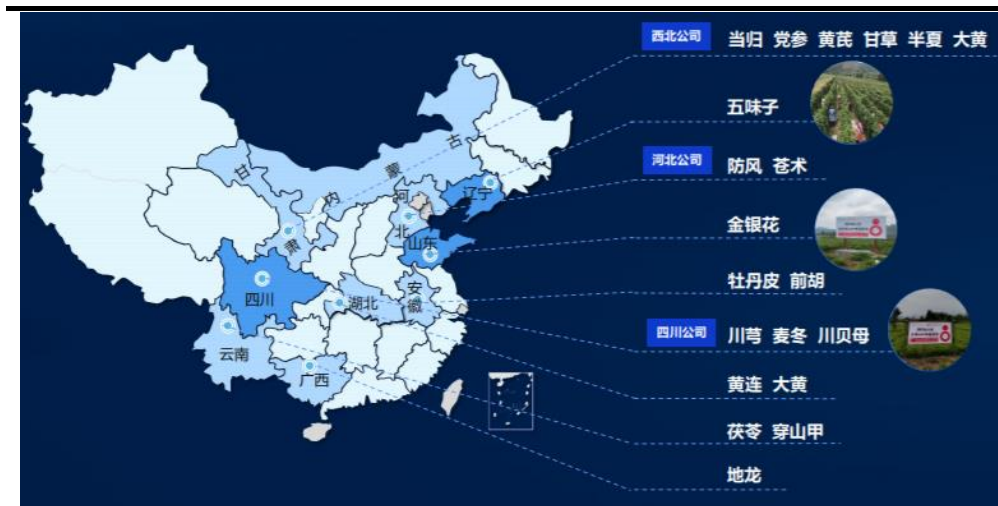 西北公司 当归 党参 黄芪 甘草 半夏 大黄
五味子
河北公司 防风 苍术
金银花
牡丹皮 前胡
四川公司 川芎 麦冬 川贝母
黄连 大黄
茯苓 穿山甲
地龙
内蒙古
甘肃
辽宁
河北
山东
四川
湖北
安徽
云南
广西